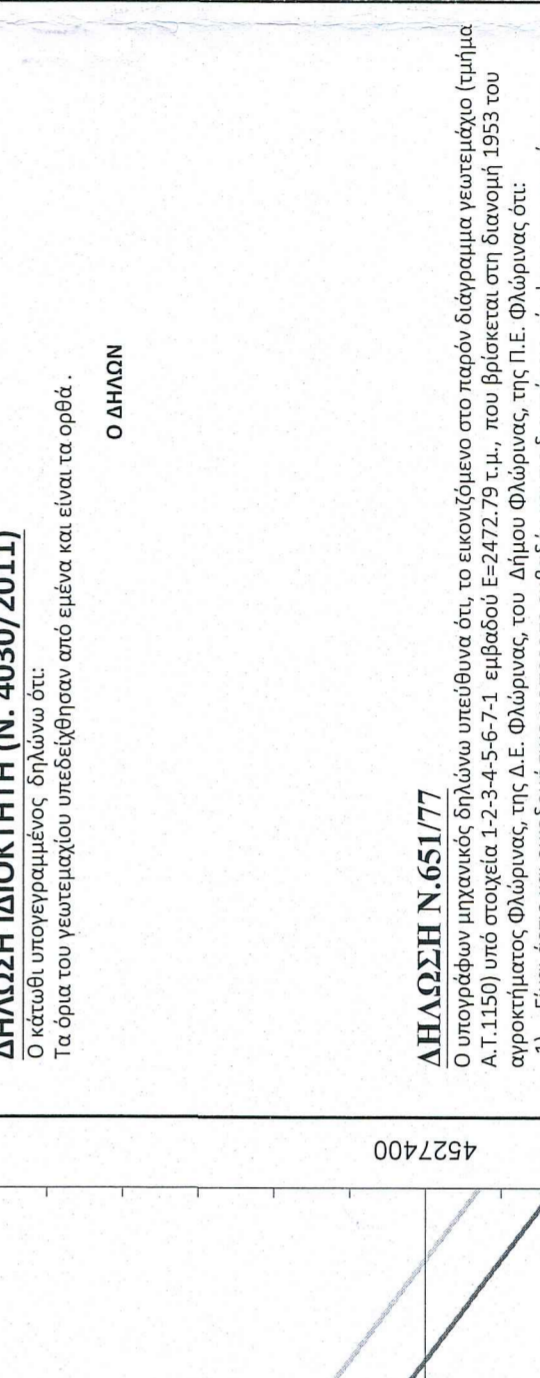 ΔΗΛΩΣΗ ΙΔΙΟΚΤΗΤΗ (Ν. 4030/2011)
Ο κάτωθι υπογεγραμμένος δηλώνω ότι:
Τα όρια του γεωτεμαχίου υπεδείχθησαν από εμένα και είναι τα ορθά .
Ο ΔΗΛΩΝ
ΔΗΛΩΣΗ Ν.651/77
Ο υπογράφων μηχανικός δηλώνω υπεύθυνα ότι, το εικονιζόμενο στο παρόν διάγραμμα γεωτεμάχιο (τμήμα
Α.Τ.1150) υπό στοιχεία 1-2-3-4-5-6-7-1 εμβαδού Ε=2472.79 τ.μ., που βρίσκεται στη διανομή 1953 του
αγροκτήματος Φλώρινας, της Δ.Ε. Φλώρινας, του Δήμου Φλώρινας, της Π.Ε. Φλώρινας ότι:
4527400